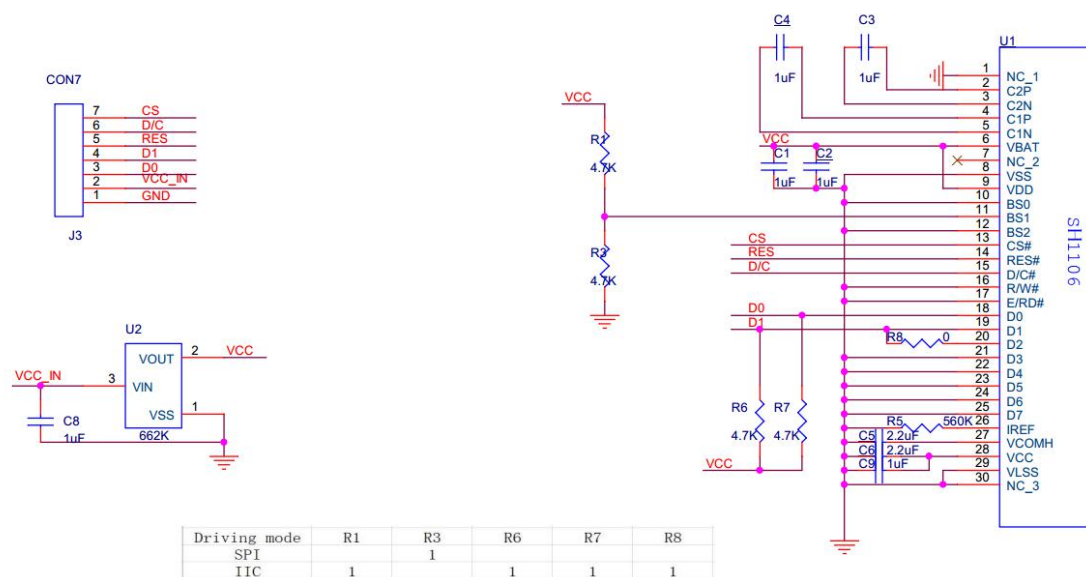 CON7
7 CS
6 D/C
5 RES
4 D1
3 D0
2 VCC_IN
1 GND
J3
U2
VOUT 2 VCC
VCC_IN 3 VIN
VSS 1
C8
1uF
662K
VCC
R1
4.7K
R3
4.7K
C4
1uF
C3
1uF
VCC
C1
1uF
C2
1uF
CS
RES
D/C
D0
D1
R8 0
R6
4.7K
R7
4.7K
VCC
R5 560K
C5 2.2uF
C6 2.2uF
C9 1uF
U1
1 NC_1
2 C2P
3 C2N
4 C1P
5 C1N
6 VBAT
7 NC_2
8 VSS
9 VDD
10 BS0
11 BS1
12 BS2
13 CS#
14 RES#
15 D/C#
16 R/W#
17 E/RD#
18 D0
19 D1
20 D2
21 D3
22 D4
23 D5
24 D6
25 D7
26 IREF
27 VCOMH
28 VCC
29 VLSS
30 NC_3
SH1106
Driving mode R1 R3 R6 R7 R8
SPI 1
IIC 1 1 1 1